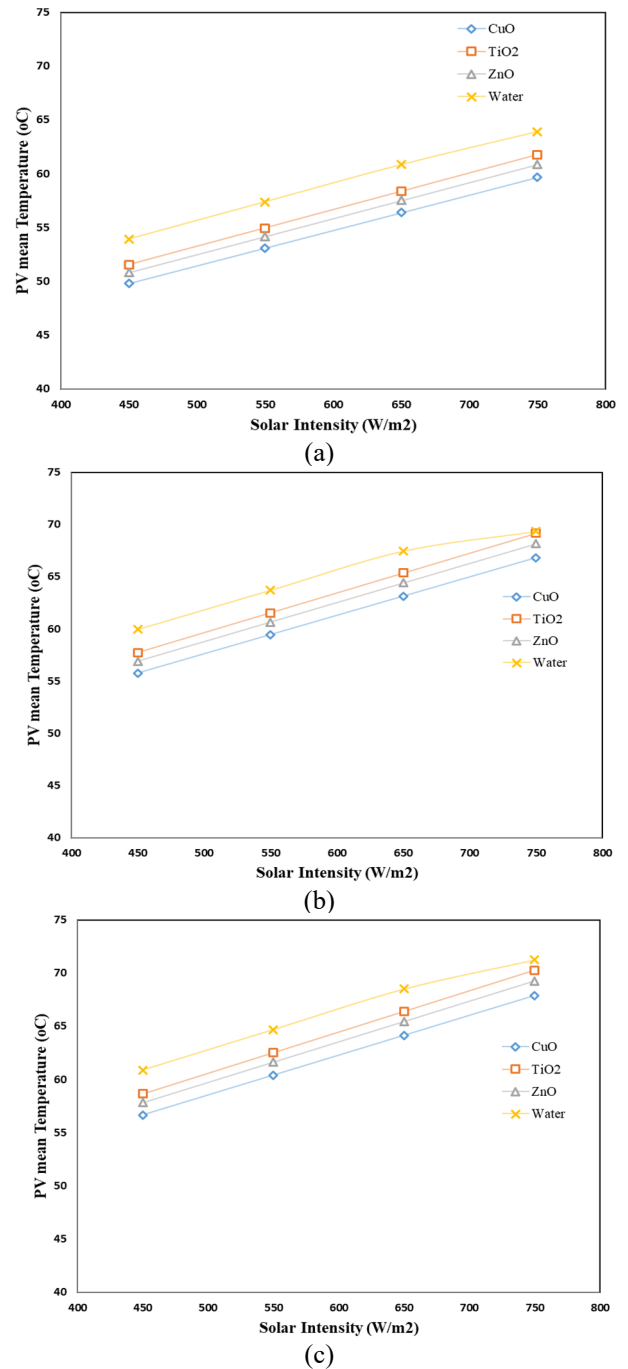 75
70
65
60
55
50
45
40
PV mean Temperature (oC)
CuO
TiO2
ZnO
Water
400 450 500 550 600 650 700 750 800
Solar Intensity (W/m2)
(a)
75
70
65
60
55
50
45
40
PV mean Temperature (oC)
CuO
TiO2
ZnO
Water
400 450 500 550 600 650 700 750 800
Solar Intensity (W/m2)
(b)
75
70
65
60
55
50
45
40
PV mean Temperature (oC)
CuO
TiO2
ZnO
Water
400 450 500 550 600 650 700 750 800
Solar Intensity (W/m2)
(c)